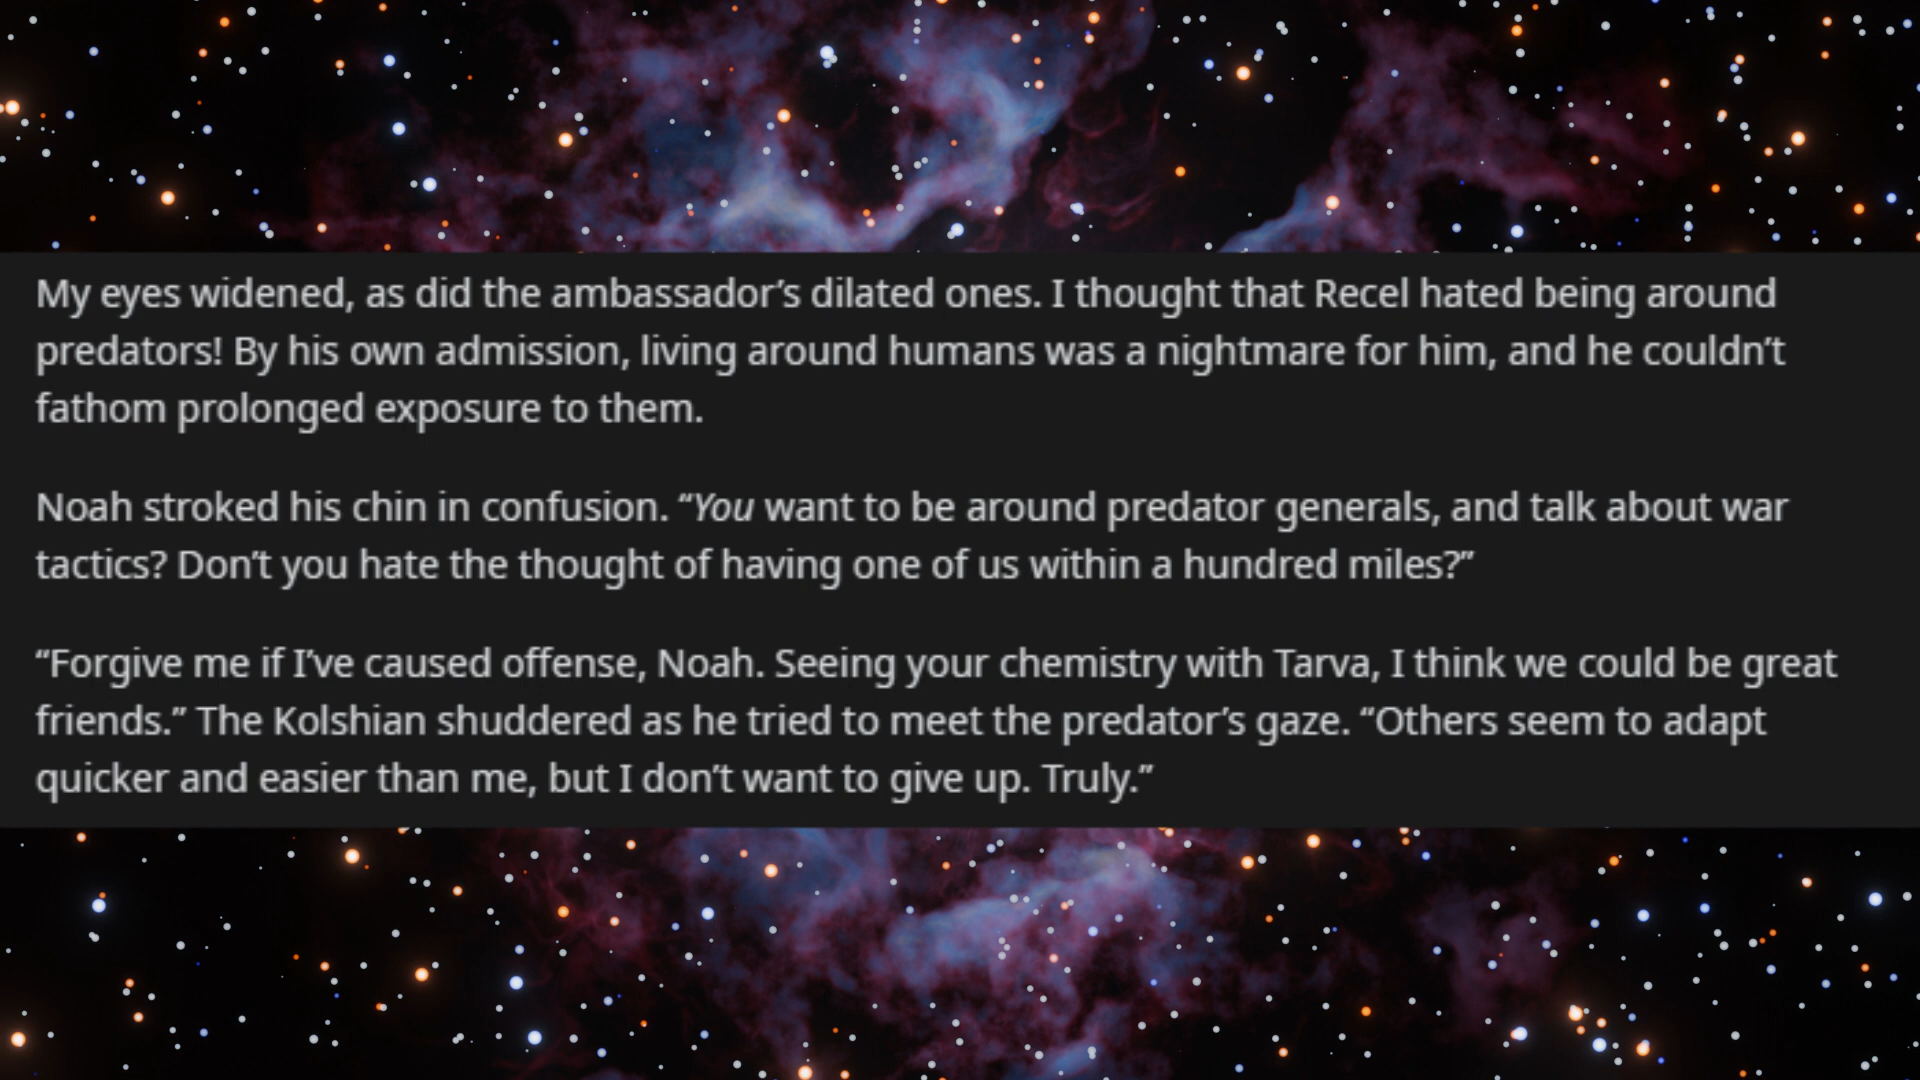 My eyes widened, as did the ambassador’s dilated ones. I thought that Recel hated being around
predators! By his own admission, living around humans was a nightmare for him, and he couldn’t
fathom prolonged exposure to them.
Noah stroked his chin in confusion. “You want to be around predator generals, and talk about war
tactics? Don’t you hate the thought of having one of us within a hundred miles?”
“Forgive me if I’ve caused offense, Noah. Seeing your chemistry with Tarva, I think we could be great
friends.” The Kolshian shuddered as he tried to meet the predator’s gaze. “Others seem to adapt
quicker and easier than me, but I don’t want to give up. Truly.”